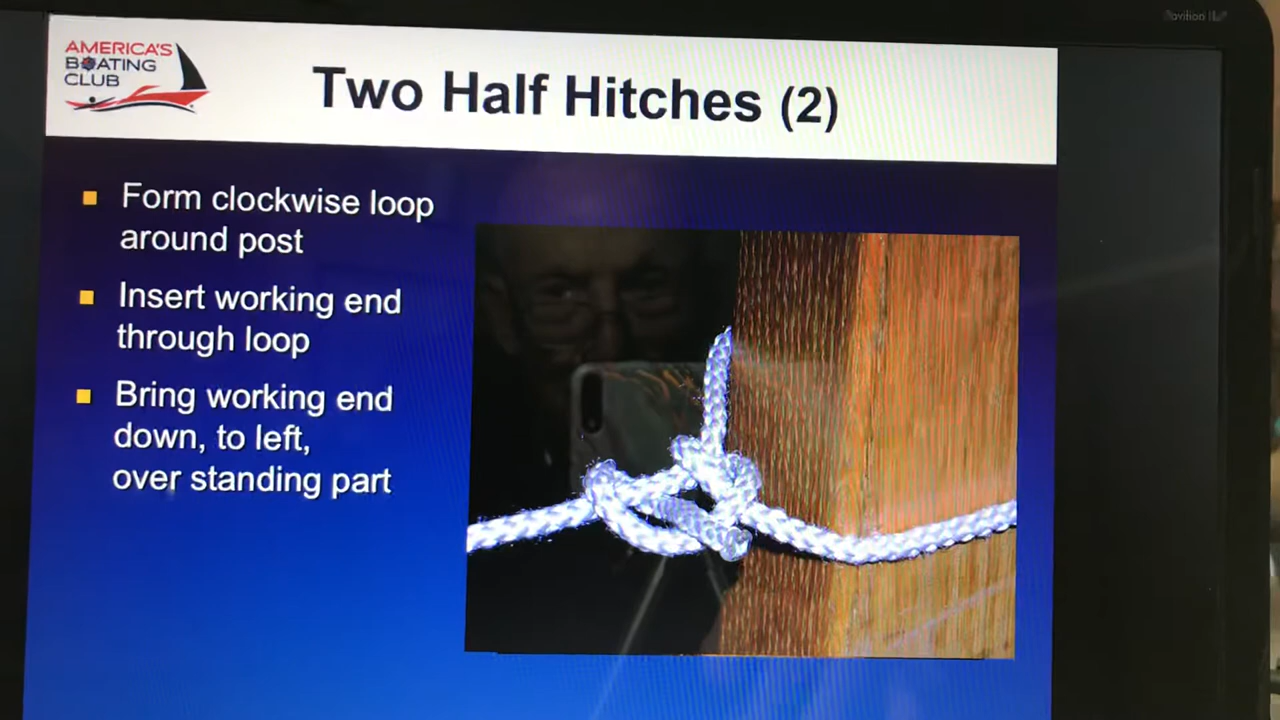 AMERICA'S
BOATING
CLUB
Two Half Hitches (2)
Form clockwise loop
around post
Insert working end
through loop
Bring working end
down, to left,
over standing part